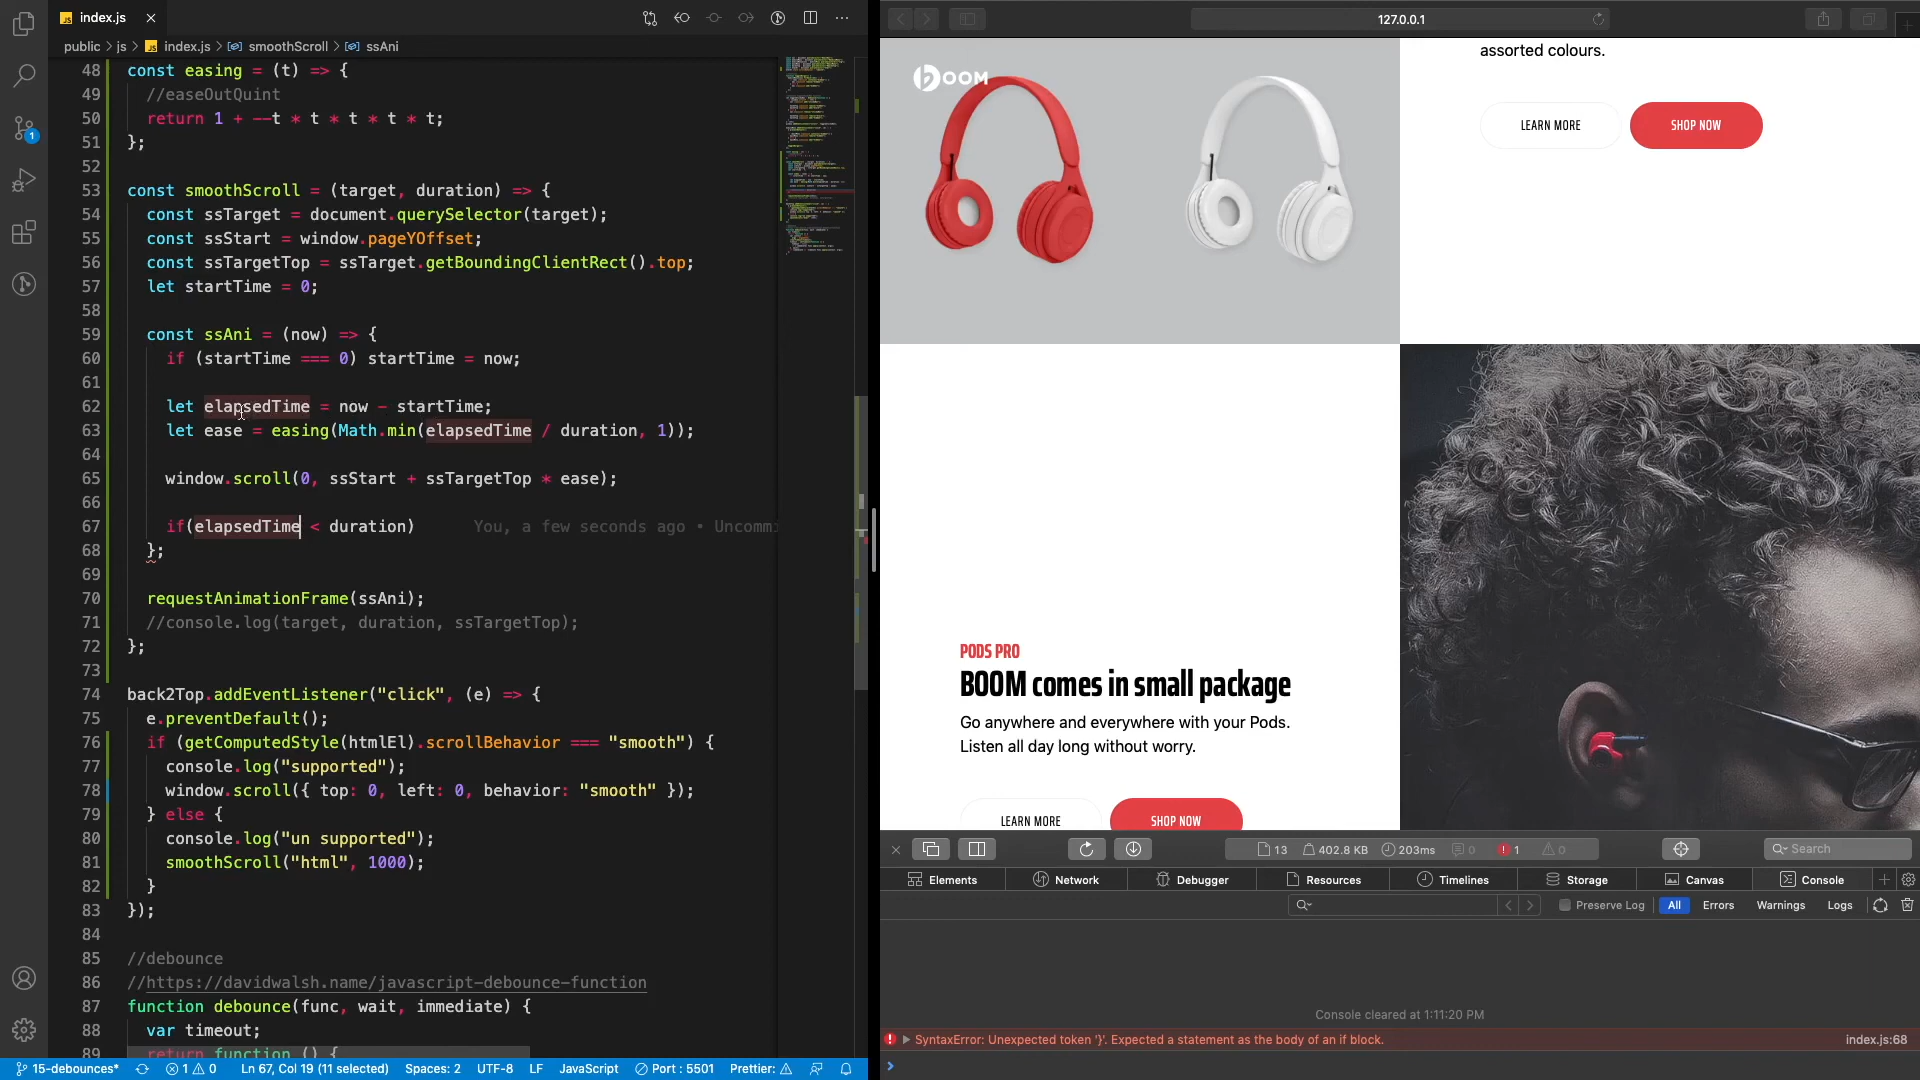 index.js
public > js > index.js > smoothScroll > ssAni
48 const easing = (t) => {
49 //easeOutQuint
50 return 1 + --t * t * t * t * t;
51 };
52
53 const smoothScroll = (target, duration) => {
54 const ssTarget = document.querySelector(target);
55 const ssStart = window.pageYOffset;
56 const ssTargetTop = ssTarget.getBoundingClientRect().top;
57 let startTime = 0;
58
59 const ssAni = (now) => {
60 if (startTime === 0) startTime = now;
61
62 let elapsedTime = now - startTime;
63 let ease = easing(Math.min(elapsedTime / duration, 1));
64
65 window.scroll(0, ssStart + ssTargetTop * ease);
66
67 if(elapsedTime < duration) You, a few seconds ago • Uncommi
68 };
69
70 requestAnimationFrame(ssAni);
71 //console.log(target, duration, ssTargetTop);
72 };
73
74 back2Top.addEventListener("click", (e) => {
75 e.preventDefault();
76 if (getComputedStyle(htmlEl).scrollBehavior === "smooth") {
77 console.log("supported");
78 window.scroll({ top: 0, left: 0, behavior: "smooth" });
79 } else {
80 console.log("un supported");
81 smoothScroll("html", 1000);
82 }
83 });
84
85 //debounce
86 //https://davidwalsh.name/javascript-debounce-function
87 function debounce(func, wait, immediate) {
88 var timeout;
89 return function () {
1
15-debounces* 1 0 Ln 67, Col 19 (11 selected) Spaces: 2 UTF-8 LF JavaScript Port : 5501 Prettier:
127.0.0.1
BOOM
assorted colours.
LEARN MORE SHOP NOW
PODS PRO
BOOM comes in small package
Go anywhere and everywhere with your Pods.
Listen all day long without worry.
LEARN MORE SHOP NOW
13 402.8 KB 203ms 0 1 0 Search
Elements Network Debugger Resources Timelines Storage Canvas Console
Preserve Log All Errors Warnings Logs
Console cleared at 1:11:20 PM
SyntaxError: Unexpected token '}'. Expected a statement as the body of an if block. index.js:68